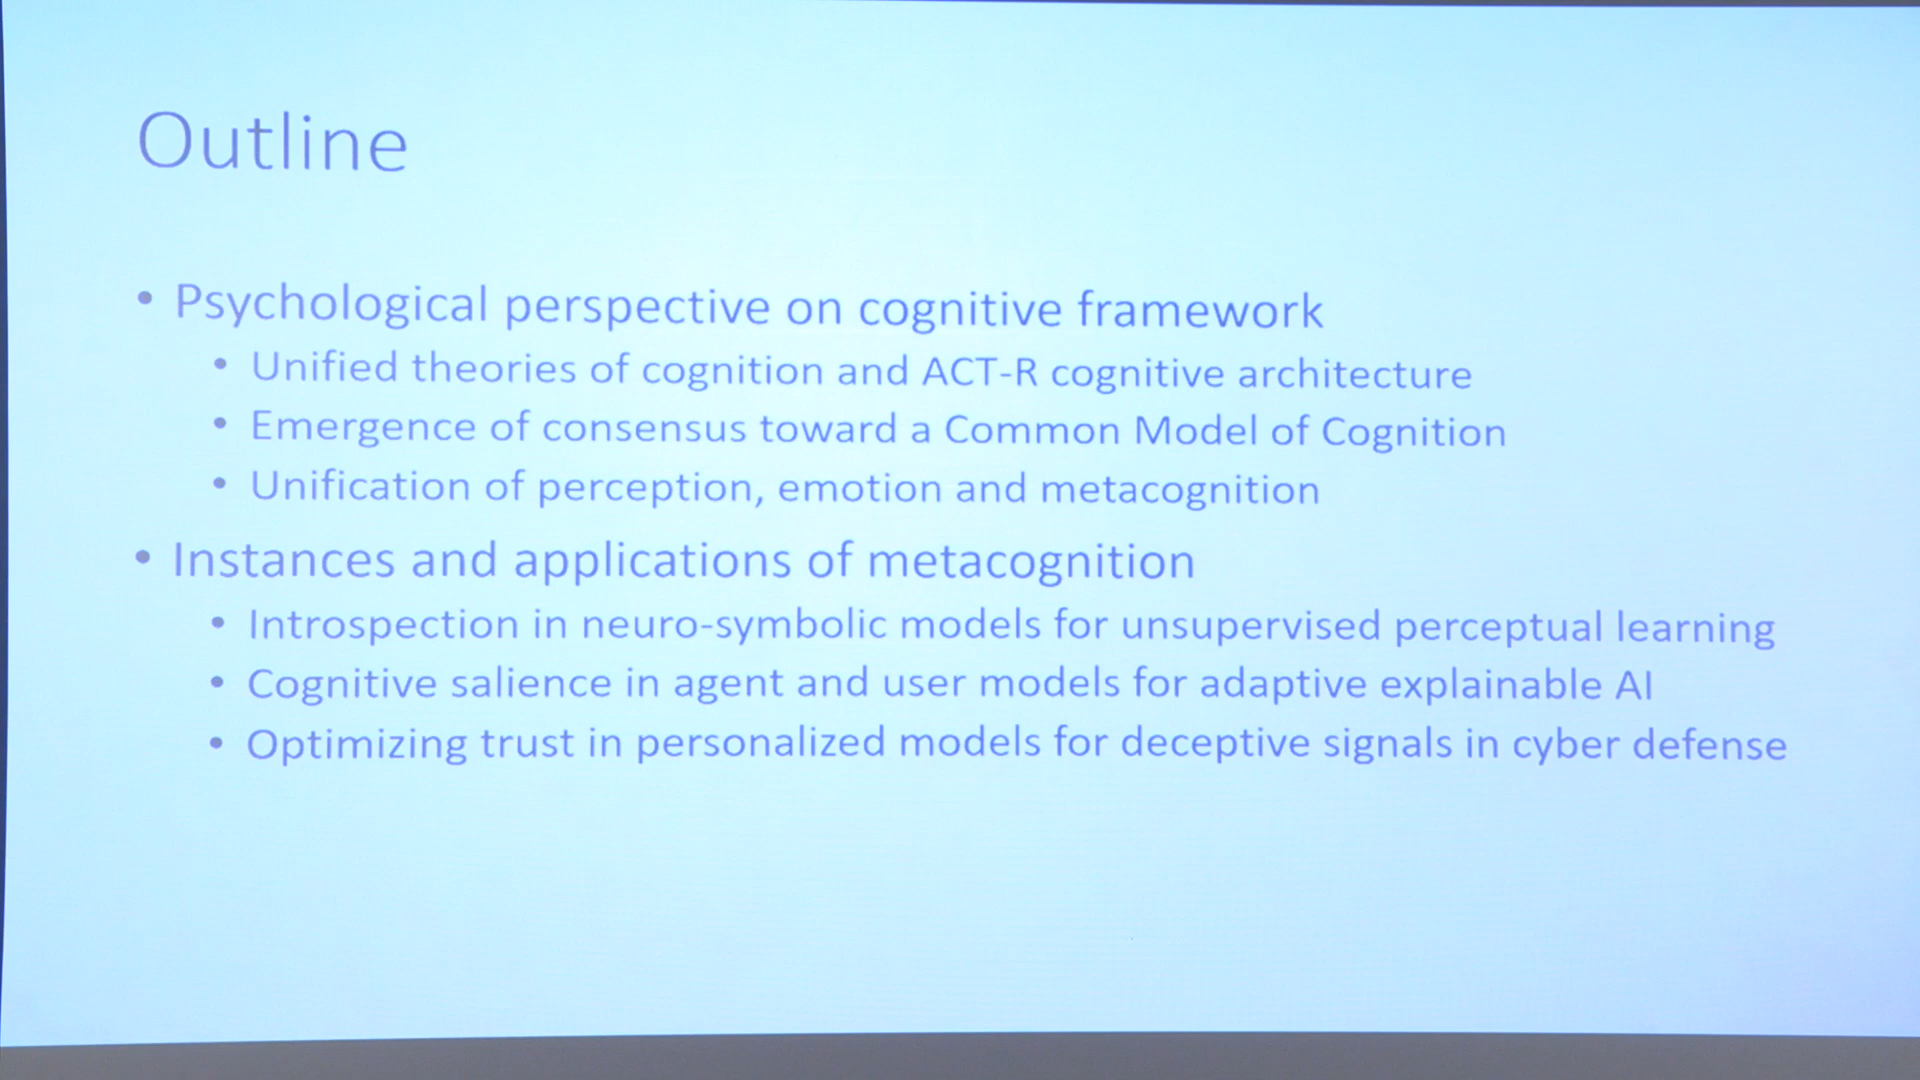 Outline
• Psychological perspective on cognitive framework
• Unified theories of cognition and ACT-R cognitive architecture
• Emergence of consensus toward a Common Model of Cognition
• Unification of perception, emotion and metacognition
• Instances and applications of metacognition
• Introspection in neuro-symbolic models for unsupervised perceptual learning
• Cognitive salience in agent and user models for adaptive explainable AI
• Optimizing trust in personalized models for deceptive signals in cyber defense